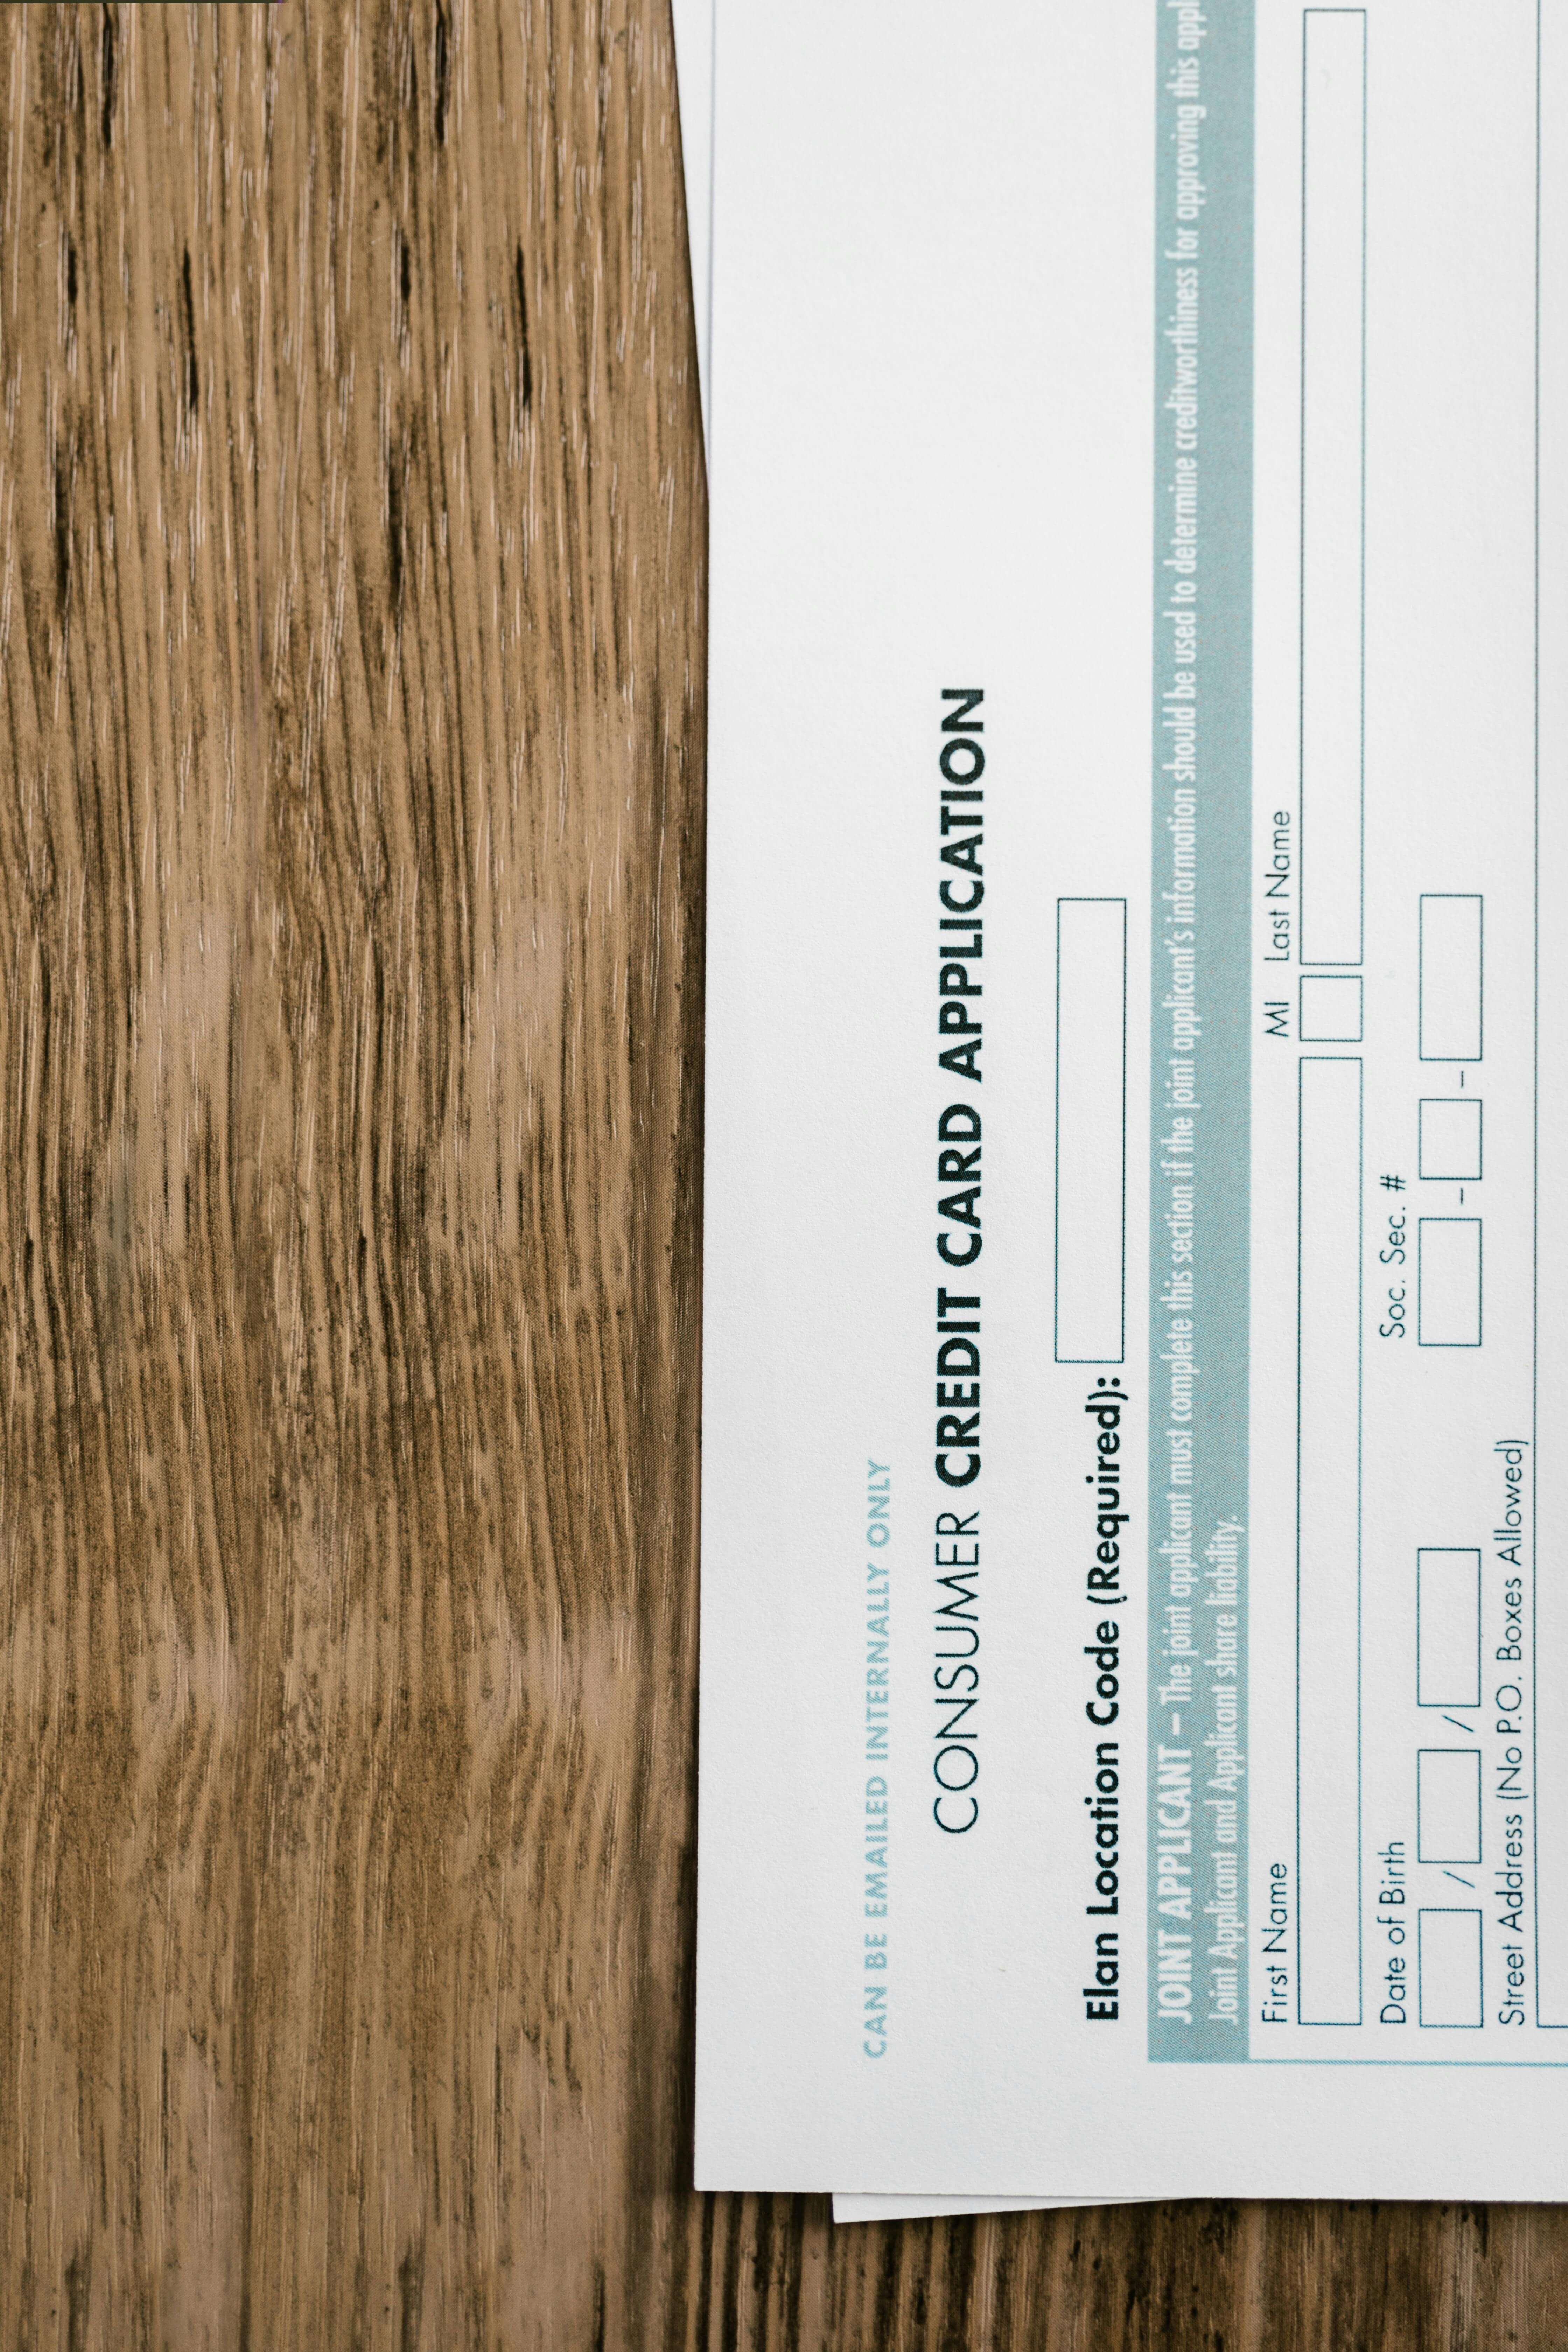 CAN BE EMAILED INTERNALLY ONLY
CONSUMER CREDIT CARD APPLICATION
Elan Location Code (Required):
JOINT APPLICANT – The joint applicant must complete this section if the joint applicant's information should be used to determine creditworthiness for approving this
Joint Applicant and Applicant share liability.
First Name MI Last Name
Date of Birth Soc. Sec. #
/ / – –
Street Address (No P.O. Boxes Allowed)